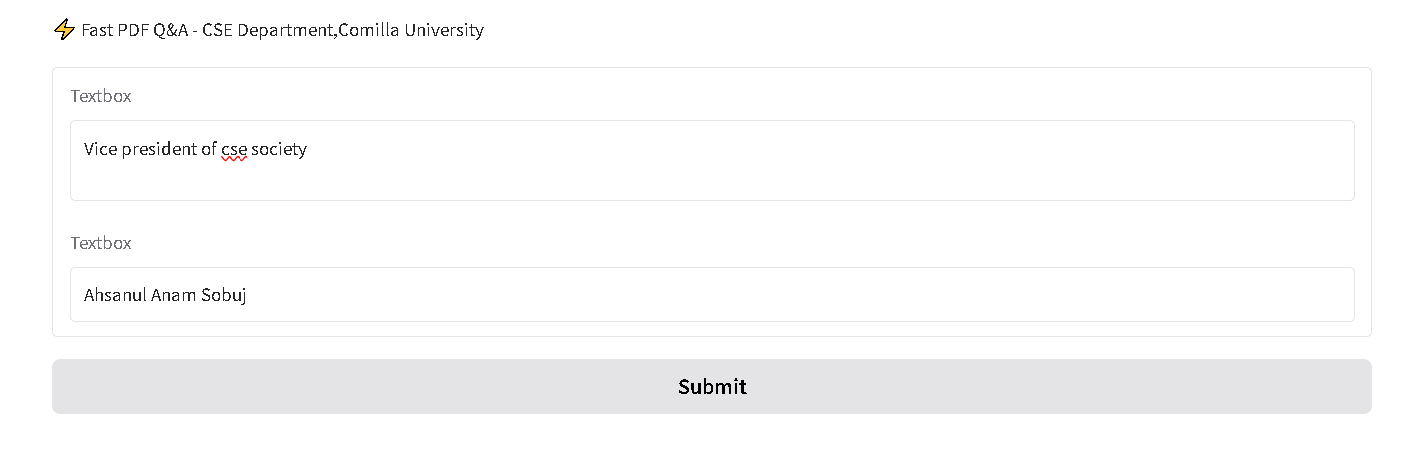 ⚡ Fast PDF Q&A - CSE Department,Comilla University
Textbox
Vice president of cse society
Textbox
Ahsanul Anam Sobuj
Submit